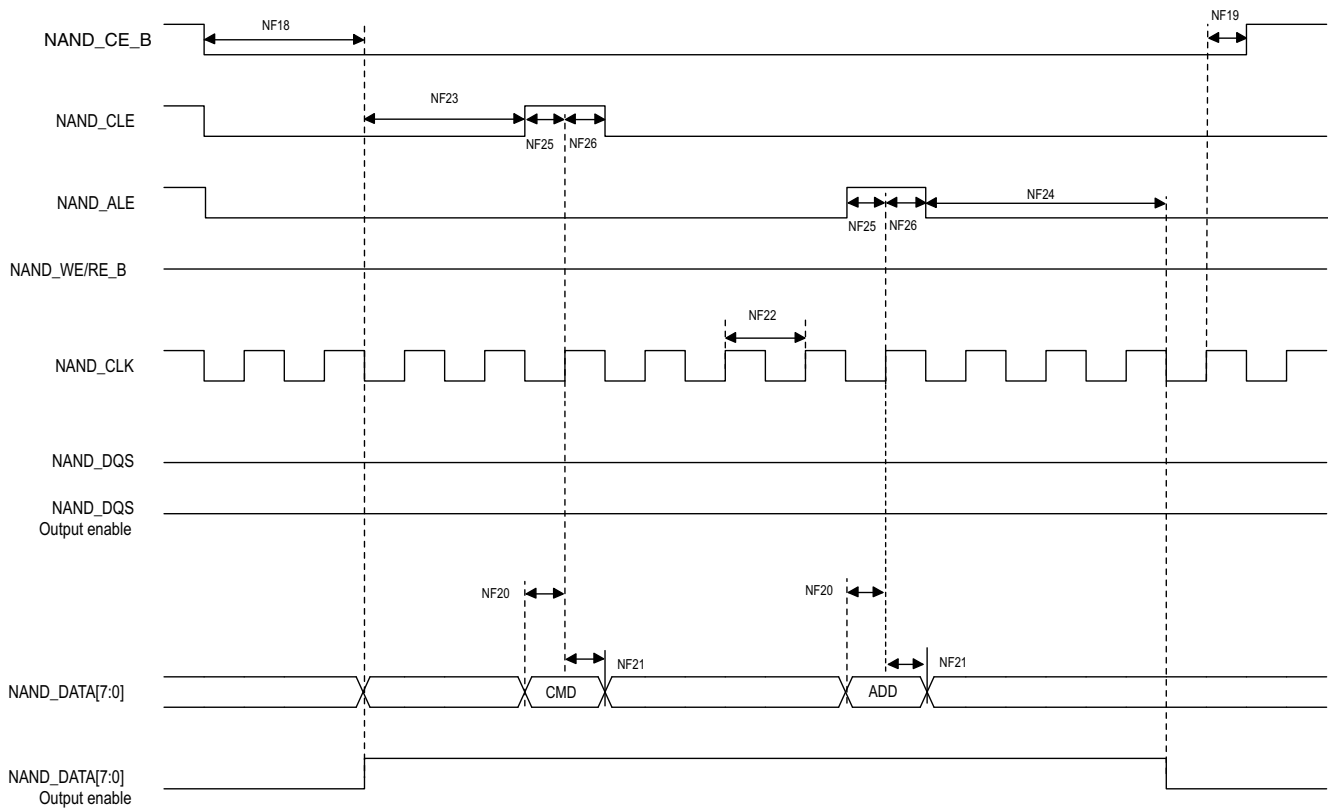 NF18
NF19
NAND_CE_B
NF23
NAND_CLE
NF25 NF26
NAND_ALE
NF24
NF25 NF26
NAND_WE/RE_B
NF22
NAND_CLK
NAND_DQS
NAND_DQS
Output enable
NF20
NF20
NF21
NF21
NAND_DATA[7:0]
CMD
ADD
NAND_DATA[7:0]
Output enable